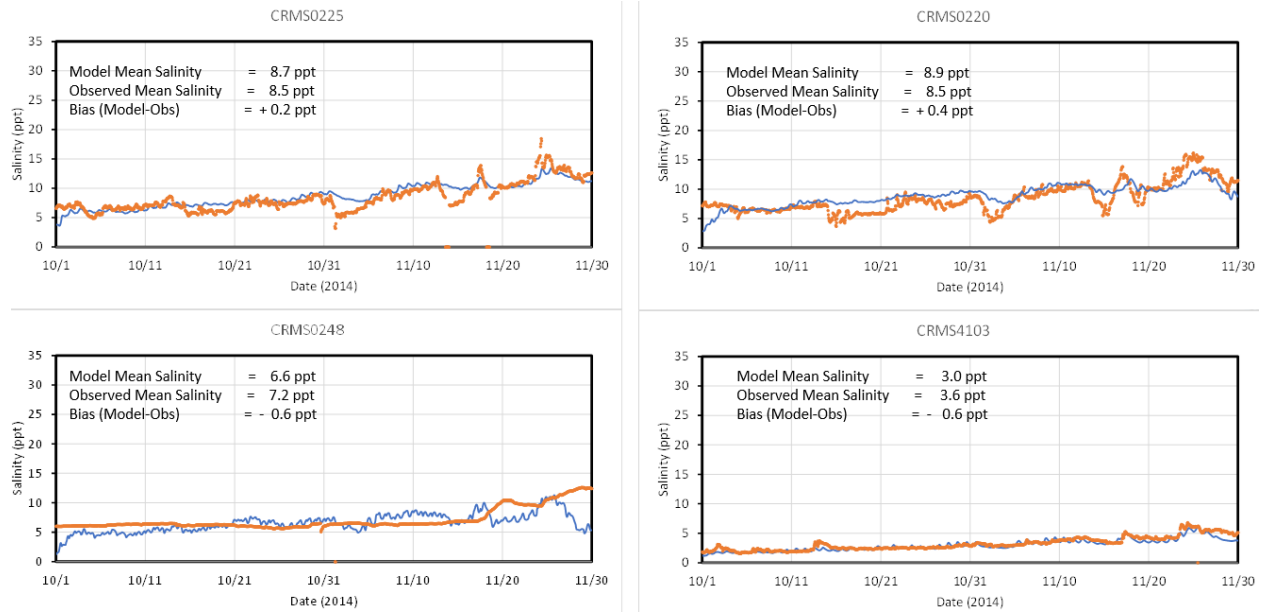 CRMS0225
35
30
25
20
15
10
5
0
Salinity (ppt)
Model Mean Salinity = 8.7 ppt
Observed Mean Salinity = 8.5 ppt
Bias (Model-Obs) = + 0.2 ppt
10/1 10/11 10/21 10/31 11/10 11/20 11/30
Date (2014)
CRMS0220
35
30
25
20
15
10
5
0
Salinity (ppt)
Model Mean Salinity = 8.9 ppt
Observed Mean Salinity = 8.5 ppt
Bias (Model-Obs) = + 0.4 ppt
10/1 10/11 10/21 10/31 11/10 11/20 11/30
Date (2014)
CRMS0248
35
30
25
20
15
10
5
0
Salinity (ppt)
Model Mean Salinity = 6.6 ppt
Observed Mean Salinity = 7.2 ppt
Bias (Model-Obs) = - 0.6 ppt
10/1 10/11 10/21 10/31 11/10 11/20 11/30
Date (2014)
CRMS4103
35
30
25
20
15
10
5
0
Salinity (ppt)
Model Mean Salinity = 3.0 ppt
Observed Mean Salinity = 3.6 ppt
Bias (Model-Obs) = - 0.6 ppt
10/1 10/11 10/21 10/31 11/10 11/20 11/30
Date (2014)